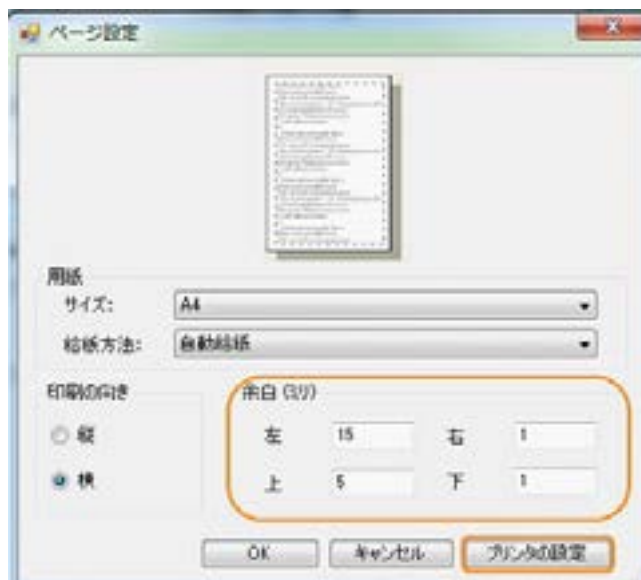 ページ設定
用紙
サイズ: A4
給紙方法: 自動給紙
印刷の向き
余白 (ミリ)
縦
左 15 右 1
横
上 5 下 1
OK キャンセル プリンタの設定